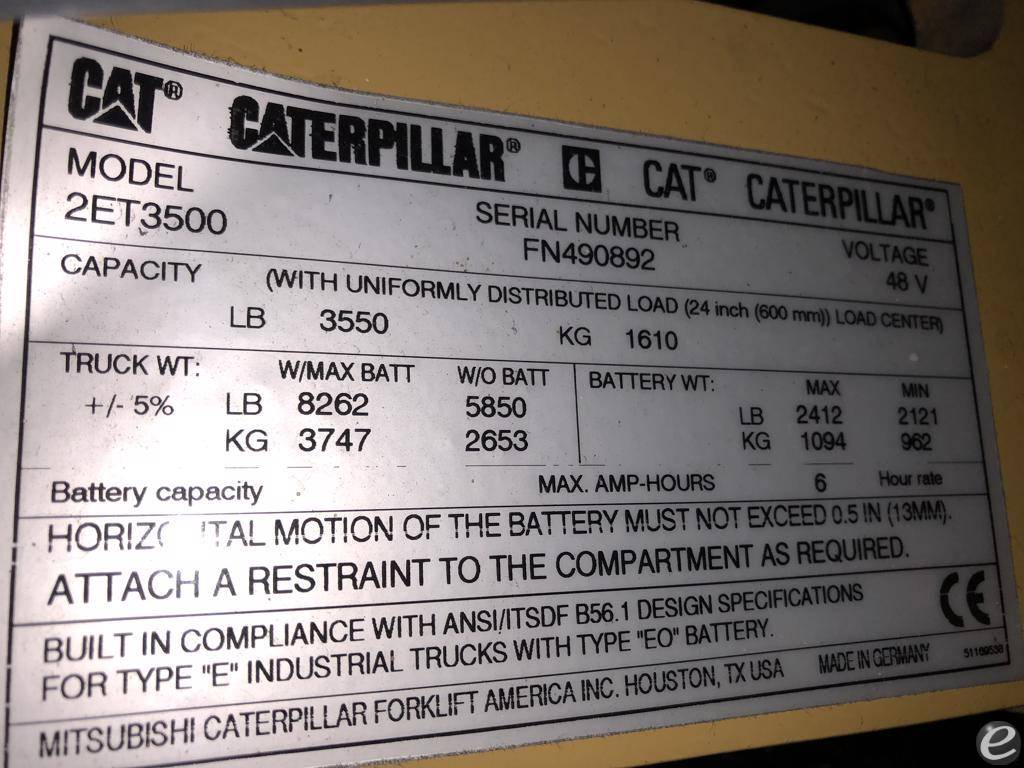 CAT® CATERPILLAR® CAT® CATERPILLAR®
MODEL SERIAL NUMBER VOLTAGE
2ET3500 FN490892 48 V
CAPACITY (WITH UNIFORMLY DISTRIBUTED LOAD (24 inch (600 mm)) LOAD CENTER)
LB 3550 KG 1610
TRUCK WT: W/MAX BATT W/O BATT BATTERY WT: MAX MIN
+/- 5% LB 8262 5850 LB 2412 2121
KG 3747 2653 KG 1094 962
Battery capacity MAX. AMP-HOURS 6 Hour rate
MOTION OF THE BATTERY MUST NOT EXCEED 0.5 IN (13MM).
ATTACH A RESTRAINT TO THE COMPARTMENT AS REQUIRED.
BUILT IN COMPLIANCE WITH ANSI/ITSDF B56.1 DESIGN SPECIFICATIONS
FOR TYPE "E" INDUSTRIAL TRUCKS WITH TYPE "EO" BATTERY.
CE
MITSUBISHI CATERPILLAR FORKLIFT AMERICA INC. HOUSTON, TX USA MADE IN GERMANY
e